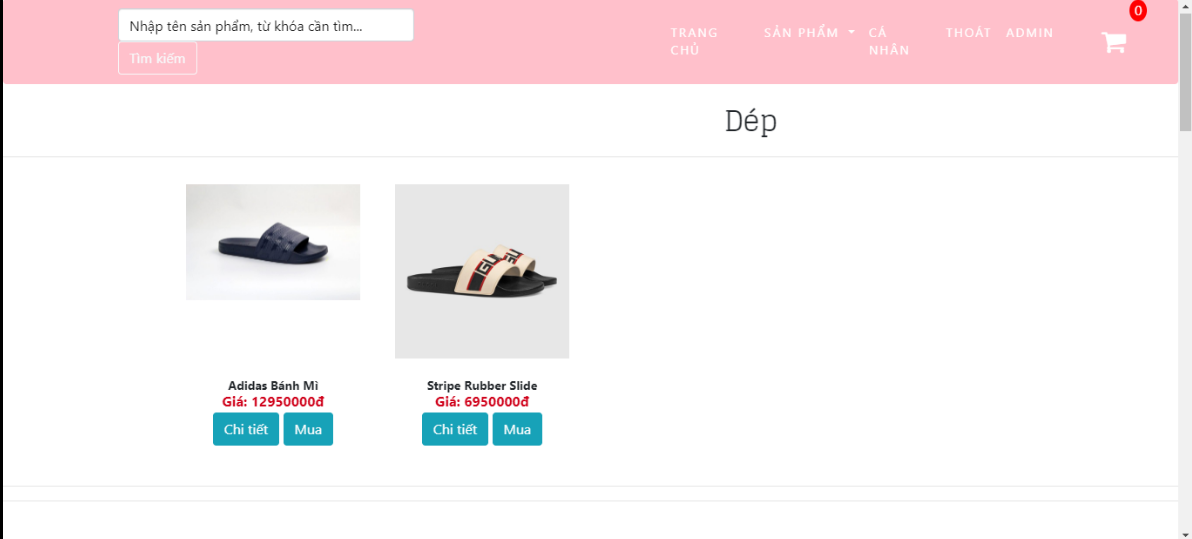 Nhập tên sản phẩm, từ khóa cần tìm...
Tìm kiếm
TRANG
CHỦ
SẢN PHẨM
CÁ
NHÂN
THOÁT
ADMIN
0
Dép
GU
Adidas Bánh Mì
Giá: 12950000đ
Chi tiết
Mua
Stripe Rubber Slide
Giá: 6950000đ
Chi tiết
Mua